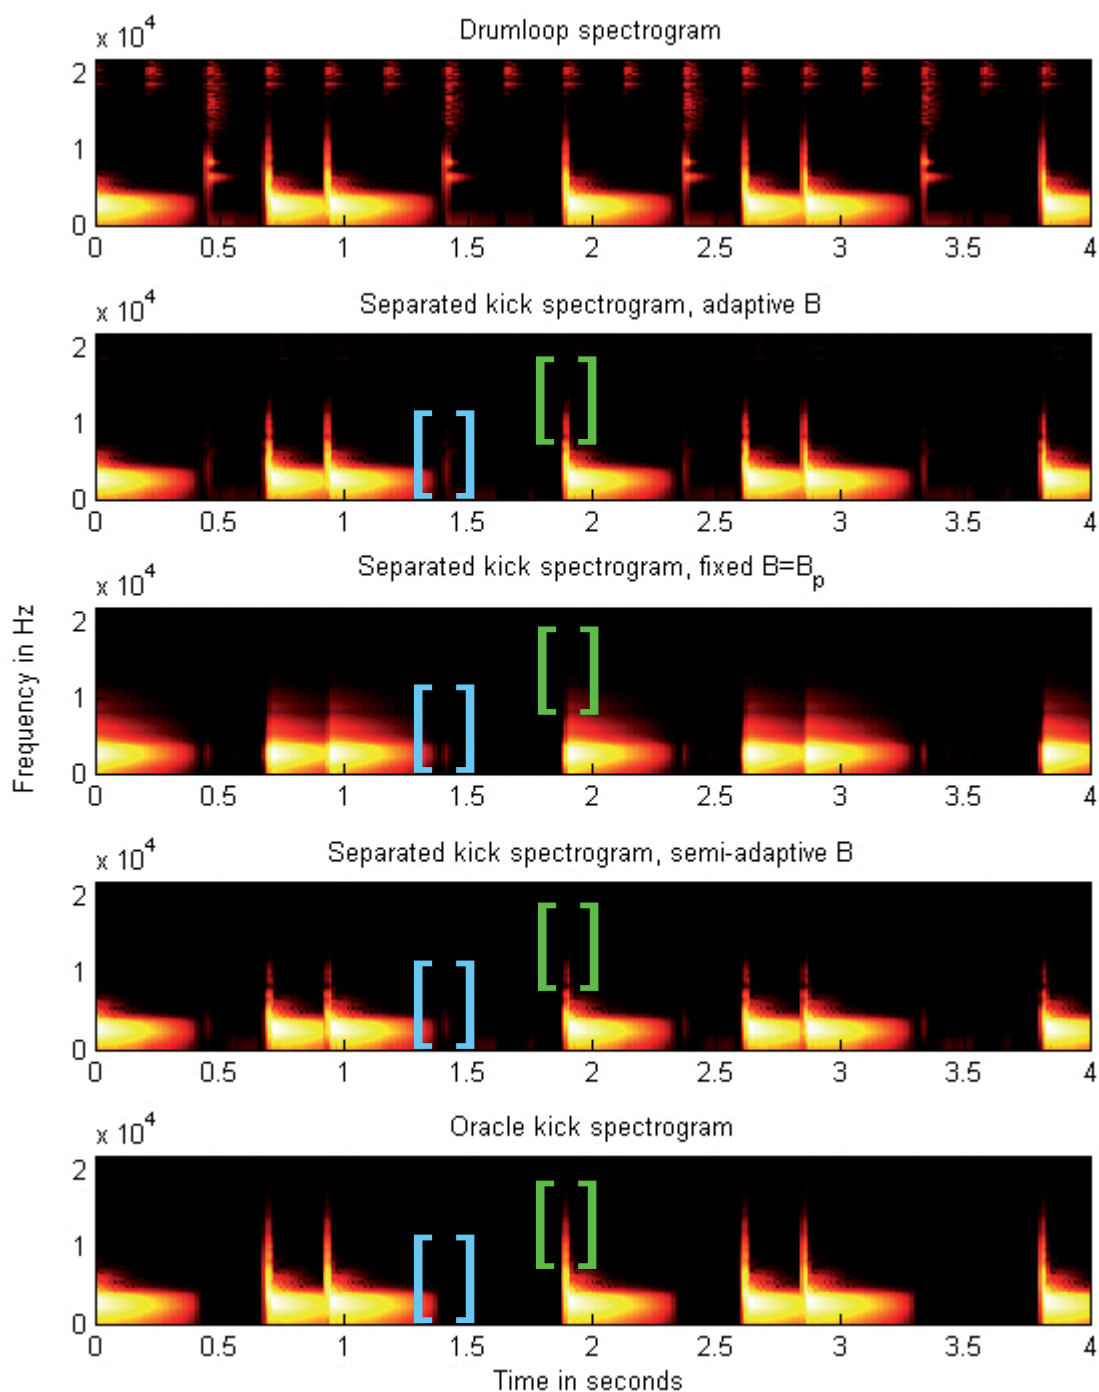 Drumloop spectrogram
x 10^4
2
1
0
0 0.5 1 1.5 2 2.5 3 3.5 4
Separated kick spectrogram, adaptive B
x 10^4
2
1
0
0 0.5 1 1.5 2 2.5 3 3.5 4
Separated kick spectrogram, fixed B=B_p
x 10^4
2
1
0
0 0.5 1 1.5 2 2.5 3 3.5 4
Frequency in Hz
Separated kick spectrogram, semi-adaptive B
x 10^4
2
1
0
0 0.5 1 1.5 2 2.5 3 3.5 4
Oracle kick spectrogram
x 10^4
2
1
0
0 0.5 1 1.5 2 2.5 3 3.5 4
Time in seconds